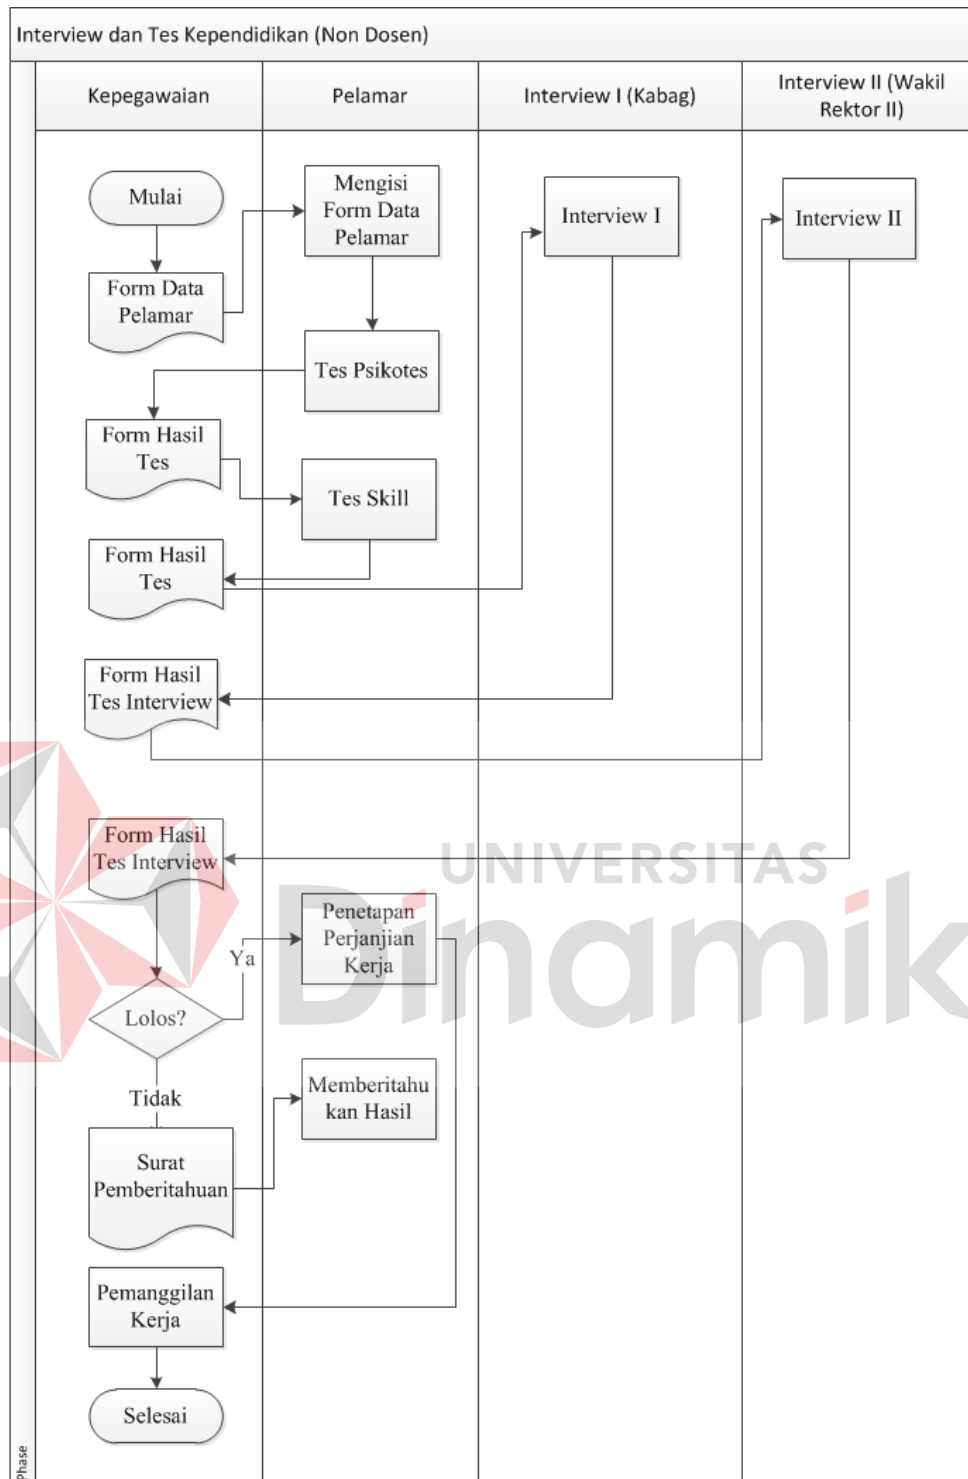 Interview dan Tes Kependidikan (Non Dosen)
Kepegawaian
Pelamar
Interview I (Kabag)
Interview II (Wakil
Rektor II)
Mulai
Mengisi
Form Data
Pelamar
Interview I
Interview II
Form Data
Pelamar
Tes Psikotes
Form Hasil
Tes
Tes Skill
Form Hasil
Tes
Form Hasil
Tes Interview
Form Hasil
Tes Interview
UNIVERSITAS
Dinamika
Penetapan
Perjanjian
Kerja
Ya
Lolos?
Tidak
Memberitahu
kan Hasil
Surat
Pemberitahuan
Pemanggilan
Kerja
Selesai
Phase